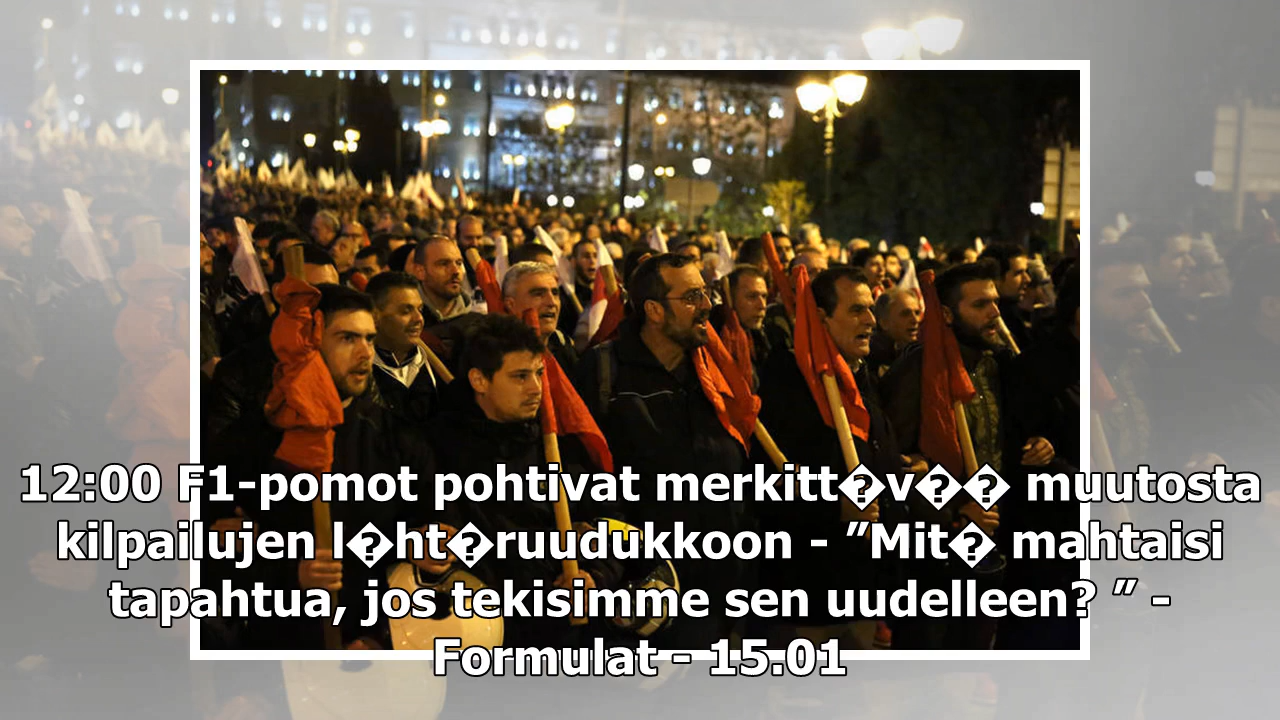 12:00 F1-pomot pohtivat merkitt�v�� muutosta
kilpailujen l�ht�ruudukkoon - ”Mit� mahtaisi
tapahtua, jos tekisimme sen uudelleen? ” -
Formulat - 15.01